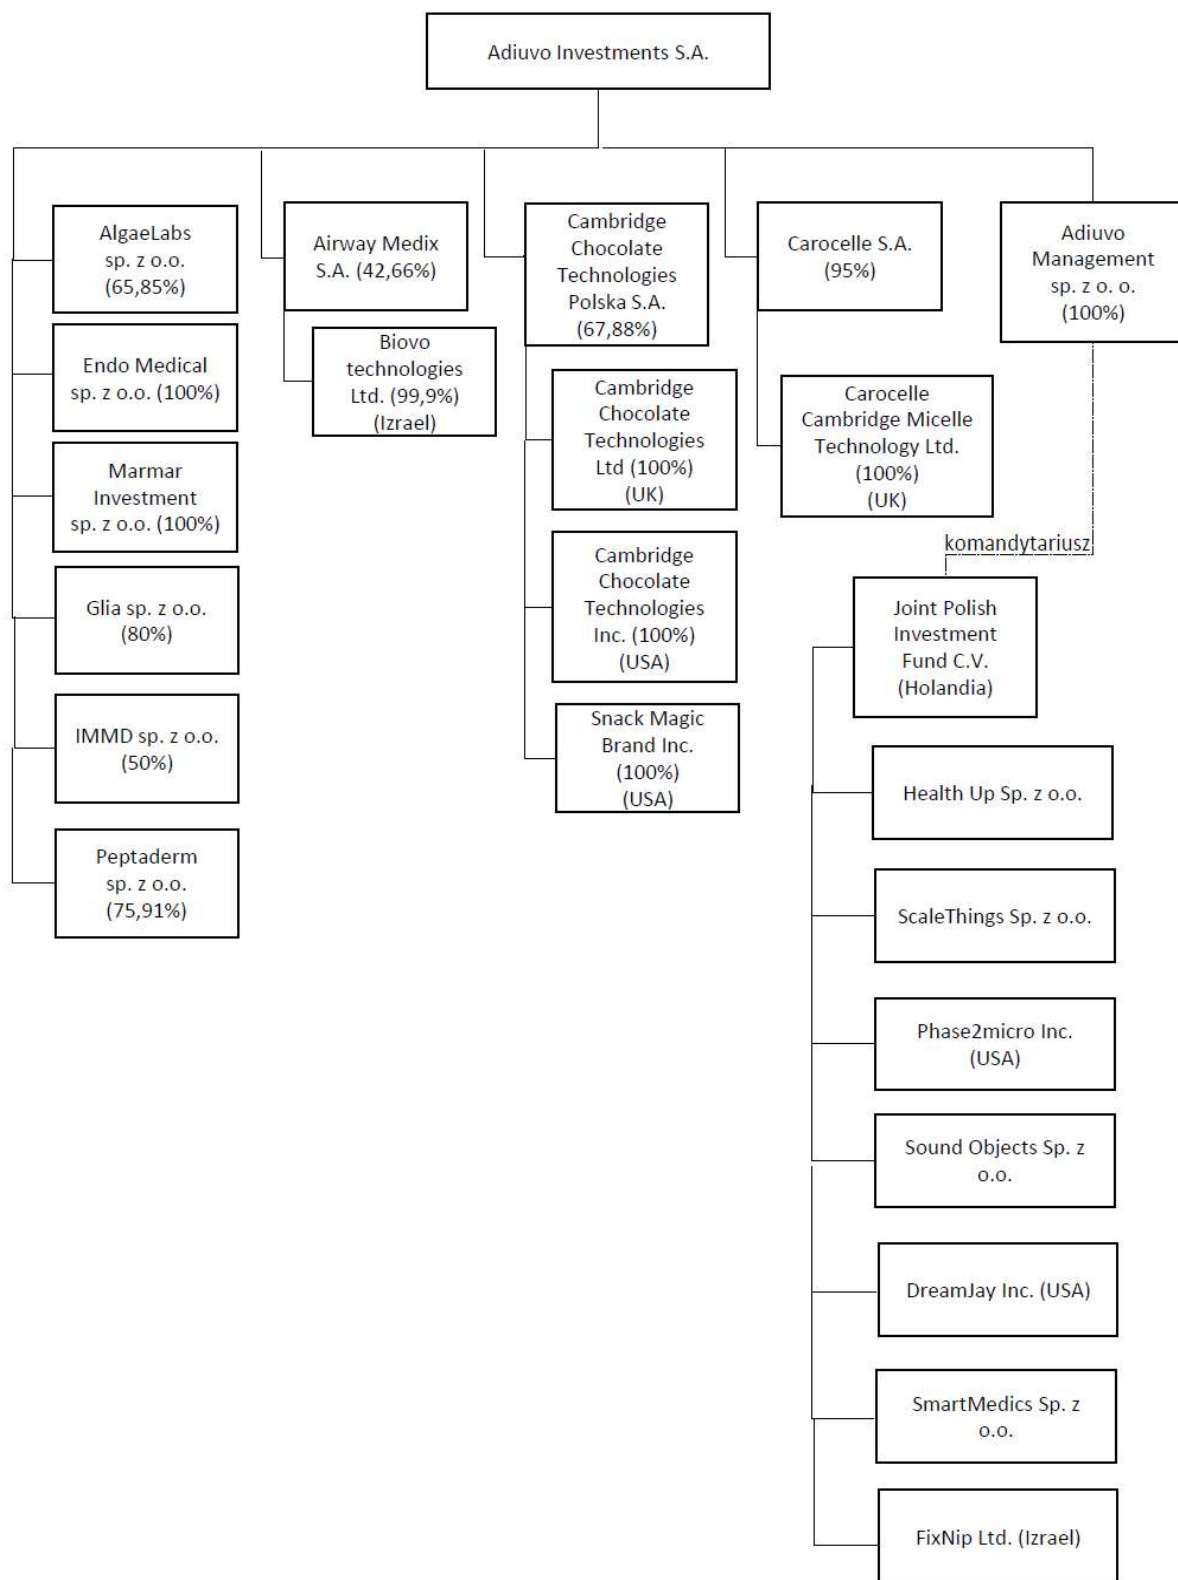 Adiuvo Investments S.A.
AlgaeLabs
sp. z o.o.
(65,85%)
Endo Medical
sp. z o.o. (100%)
Marmar
Investment
sp. z o.o. (100%)
Glia sp. z o.o.
(80%)
IMMD sp. z o.o.
(50%)
Peptaderm
sp. z o.o.
(75,91%)
Airway Medix
S.A. (42,66%)
Biovo
technologies
Ltd. (99,9%)
(Izrael)
Cambridge
Chocolate
Technologies
Polska S.A.
(67,88%)
Cambridge
Chocolate
Technologies
Ltd (100%)
(UK)
Cambridge
Chocolate
Technologies
Inc. (100%)
(USA)
Snack Magic
Brand Inc.
(100%)
(USA)
Carocelle S.A.
(95%)
Carocelle
Cambridge Micelle
Technology Ltd.
(100%)
(UK)
Adiuvo
Management
sp. z o. o.
(100%)
komandytariusz
Joint Polish
Investment
Fund C.V.
(Holandia)
Health Up Sp. z o.o.
ScaleThings Sp. z o.o.
Phase2micro Inc.
(USA)
Sound Objects Sp. z
o.o.
DreamJay Inc. (USA)
SmartMedics Sp. z
o.o.
FixNip Ltd. (Izrael)